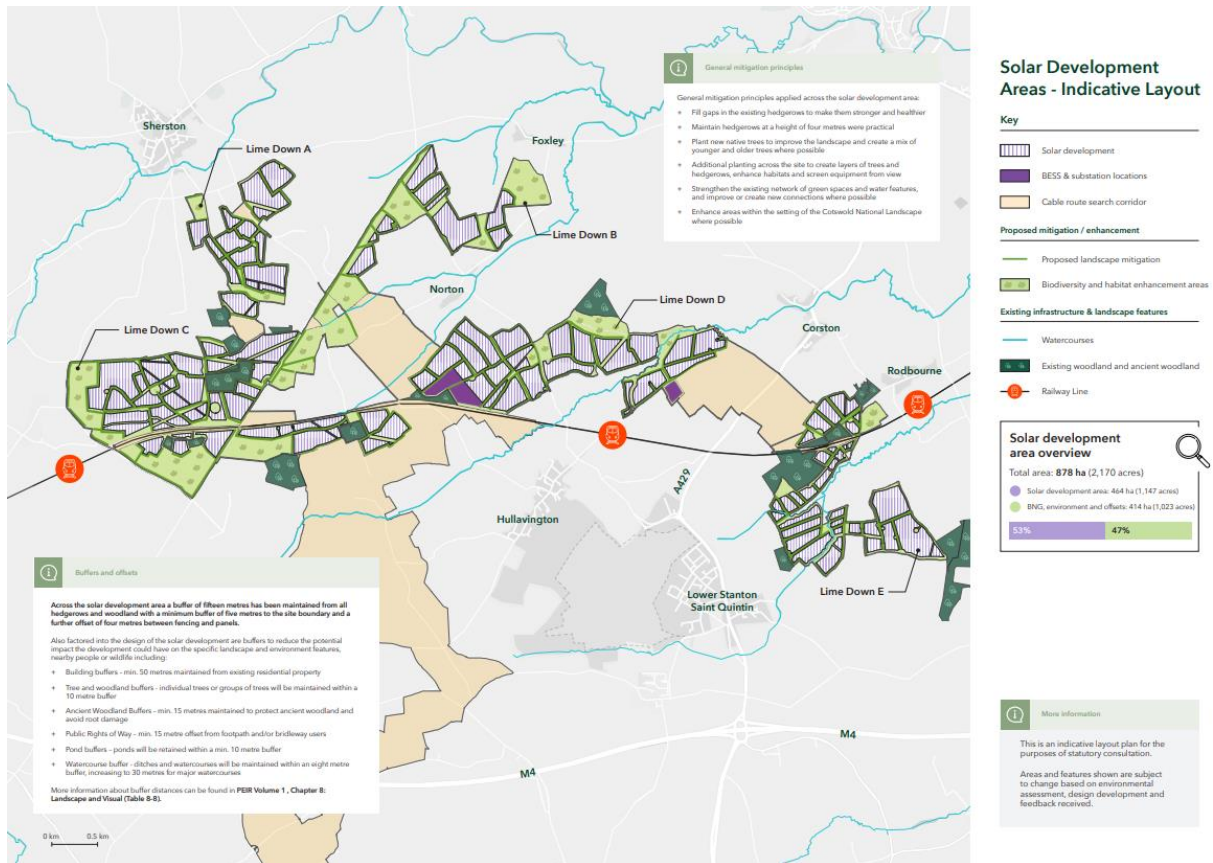 Solar Development
Areas - Indicative Layout
Key
Solar development
BESS & substation locations
Cable route search corridor
Proposed mitigation / enhancement
Proposed landscape mitigation
Biodiversity and habitat enhancement areas
Existing infrastructure & landscape features
Watercourses
Existing woodland and ancient woodland
Railway Line
Solar development
area overview
Total area: 878 ha (2,170 acres)
Solar development area: 464 ha (1,147 acres)
BNG, environment and offsets: 414 ha (1,023 acres)
53% 47%
More information
This is an indicative layout plan for the
purposes of statutory consultation.
Areas and features shown are subject
to change based on environmental
assessment, design development and
feedback received.
General mitigation principles
General mitigation principles applied across the solar development area:
+ Fill gaps in the existing hedgerows to make them stronger and healthier
+ Maintain hedgerows at a height of four metres were practical
+ Plant new native trees to improve the landscape and create a mix of
younger and older trees where possible
+ Additional planting across the site to create layers of trees and
hedgerows, enhance habitats and screen equipment from view
+ Strengthen the existing network of green spaces and water features,
and improve or create new connections where possible
+ Enhance areas within the setting of the Cotswold National Landscape
where possible
Sherston
Lime Down A
Foxley
Lime Down B
Norton
Lime Down D
Lime Down C
Corston
Rodbourne
A429
Hullavington
Lower Stanton
Saint Quintin
Lime Down E
M4
M4
Buffers and offsets
Across the solar development area a buffer of fifteen metres has been maintained from all
hedgerows and woodland with a minimum buffer of five metres to the site boundary and a
further offset of four metres between fencing and panels.
Also factored into the design of the solar development are buffers to reduce the potential
impact the development could have on the specific landscape and environment features,
nearby people or wildlife including:
+ Building buffers - min. 50 metres maintained from existing residential property
+ Tree and woodland buffers - individual trees or groups of trees will be maintained within a
10 metre buffer
+ Ancient Woodland Buffers - min. 15 metres maintained to protect ancient woodland and
avoid root damage
+ Public Rights of Way - min. 15 metre offset from footpath and/or bridleway users
+ Pond buffers - ponds will be retained within a min. 10 metre buffer
+ Watercourse buffer - ditches and watercourses will be maintained within an eight metre
buffer, increasing to 30 metres for major watercourses
More information about buffer distances can be found in PEIR Volume 1 , Chapter 8:
Landscape and Visual (Table 8-8).
0 km 0.5 km